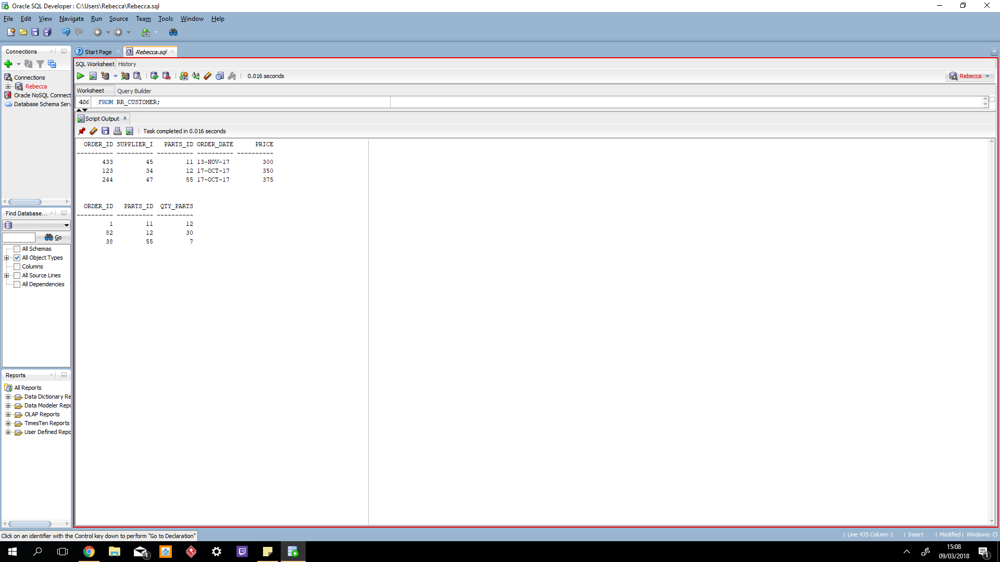 Oracle SQL Developer : C:\Users\Rebecca\Rebecca.sql
File Edit View Navigate Run Source Team Tools Window Help
Connections
Start Page
Rebecca.sql
SQL Worksheet History
0.016 seconds
Rebecca
Connections
Rebecca
Oracle NoSQL Connect
Database Schema Serv
Worksheet Query Builder
406 FROM RR_CUSTOMER;
Script Output
Task completed in 0.016 seconds
ORDER_ID SUPPLIER_I PARTS_ID ORDER_DATE PRICE
---------- ---------- ---------- ---------- ----------
433 45 11 13-NOV-17 300
123 34 12 17-OCT-17 350
244 47 55 17-OCT-17 375
ORDER_ID PARTS_ID QTY_PARTS
---------- ---------- ----------
1 11 12
82 12 30
38 55 7
Find Database...
Go
All Schemas
All Object Types
Columns
All Source Lines
All Dependencies
Reports
All Reports
Data Dictionary Re
Data Modeler Repo
OLAP Reports
TimesTen Reports
User Defined Repo
Click on an identifier with the Control key down to perform "Go to Declaration"
Line 435 Column 1 | Insert | Modified | Windows: CF
15:08
09/03/2018
1
1